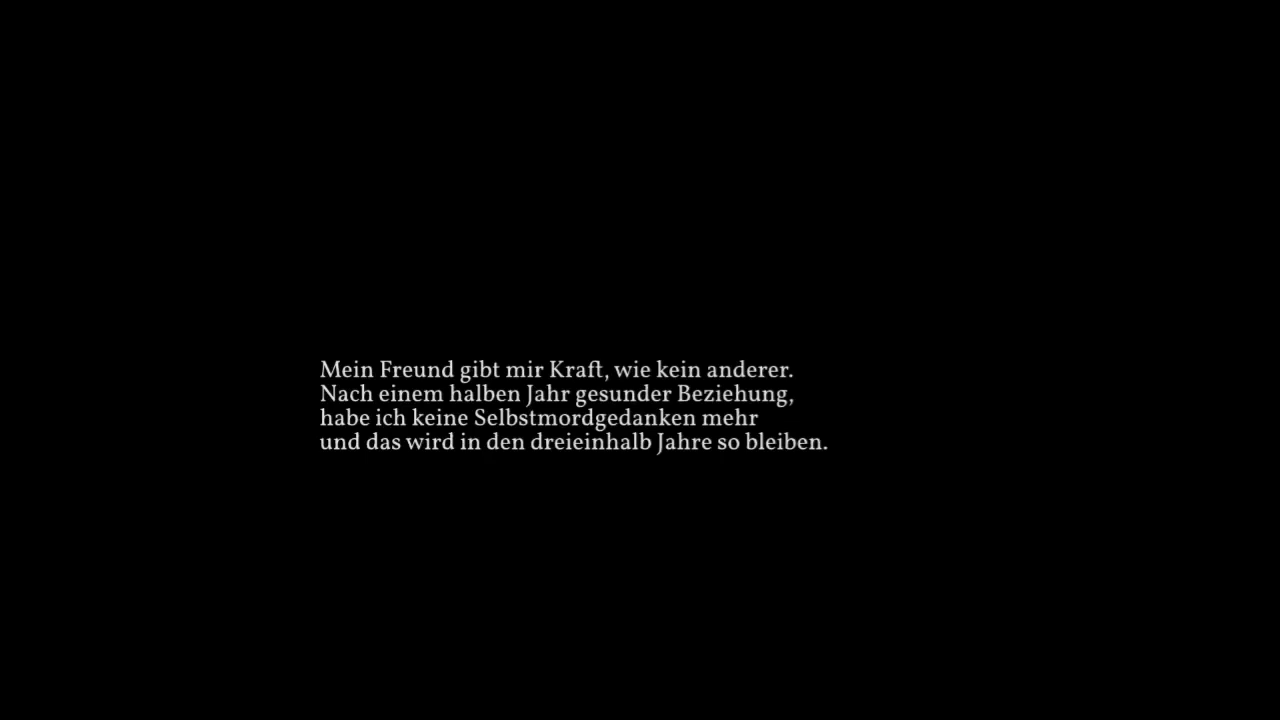 Mein Freund gibt mir Kraft, wie kein anderer.
Nach einem halben Jahr gesunder Beziehung,
habe ich keine Selbstmordgedanken mehr
und das wird in den dreieinhalb Jahre so bleiben.